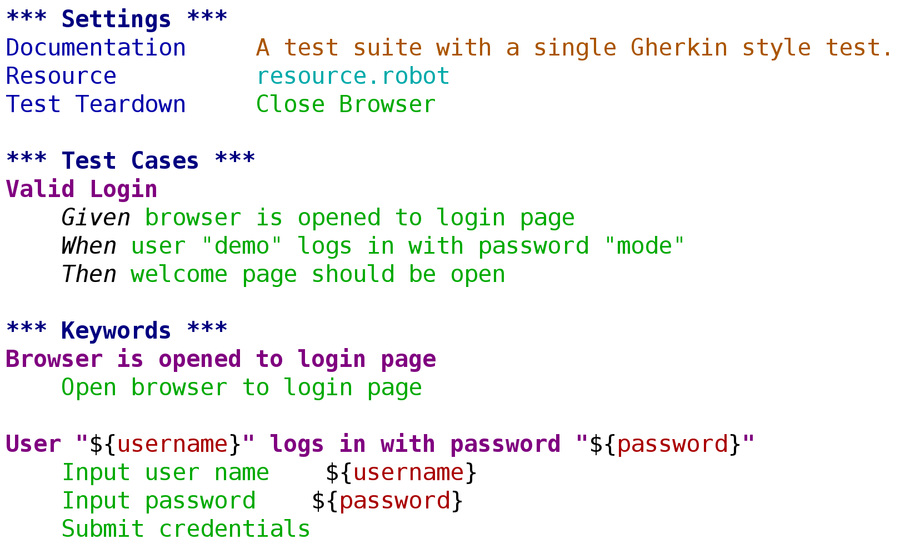 *** Settings ***
Documentation     A test suite with a single Gherkin style test.
Resource          resource.robot
Test Teardown     Close Browser

*** Test Cases ***
Valid Login
    Given browser is opened to login page
    When user "demo" logs in with password "mode"
    Then welcome page should be open

*** Keywords ***
Browser is opened to login page
    Open browser to login page

User "${username}" logs in with password "${password}"
    Input user name    ${username}
    Input password    ${password}
    Submit credentials